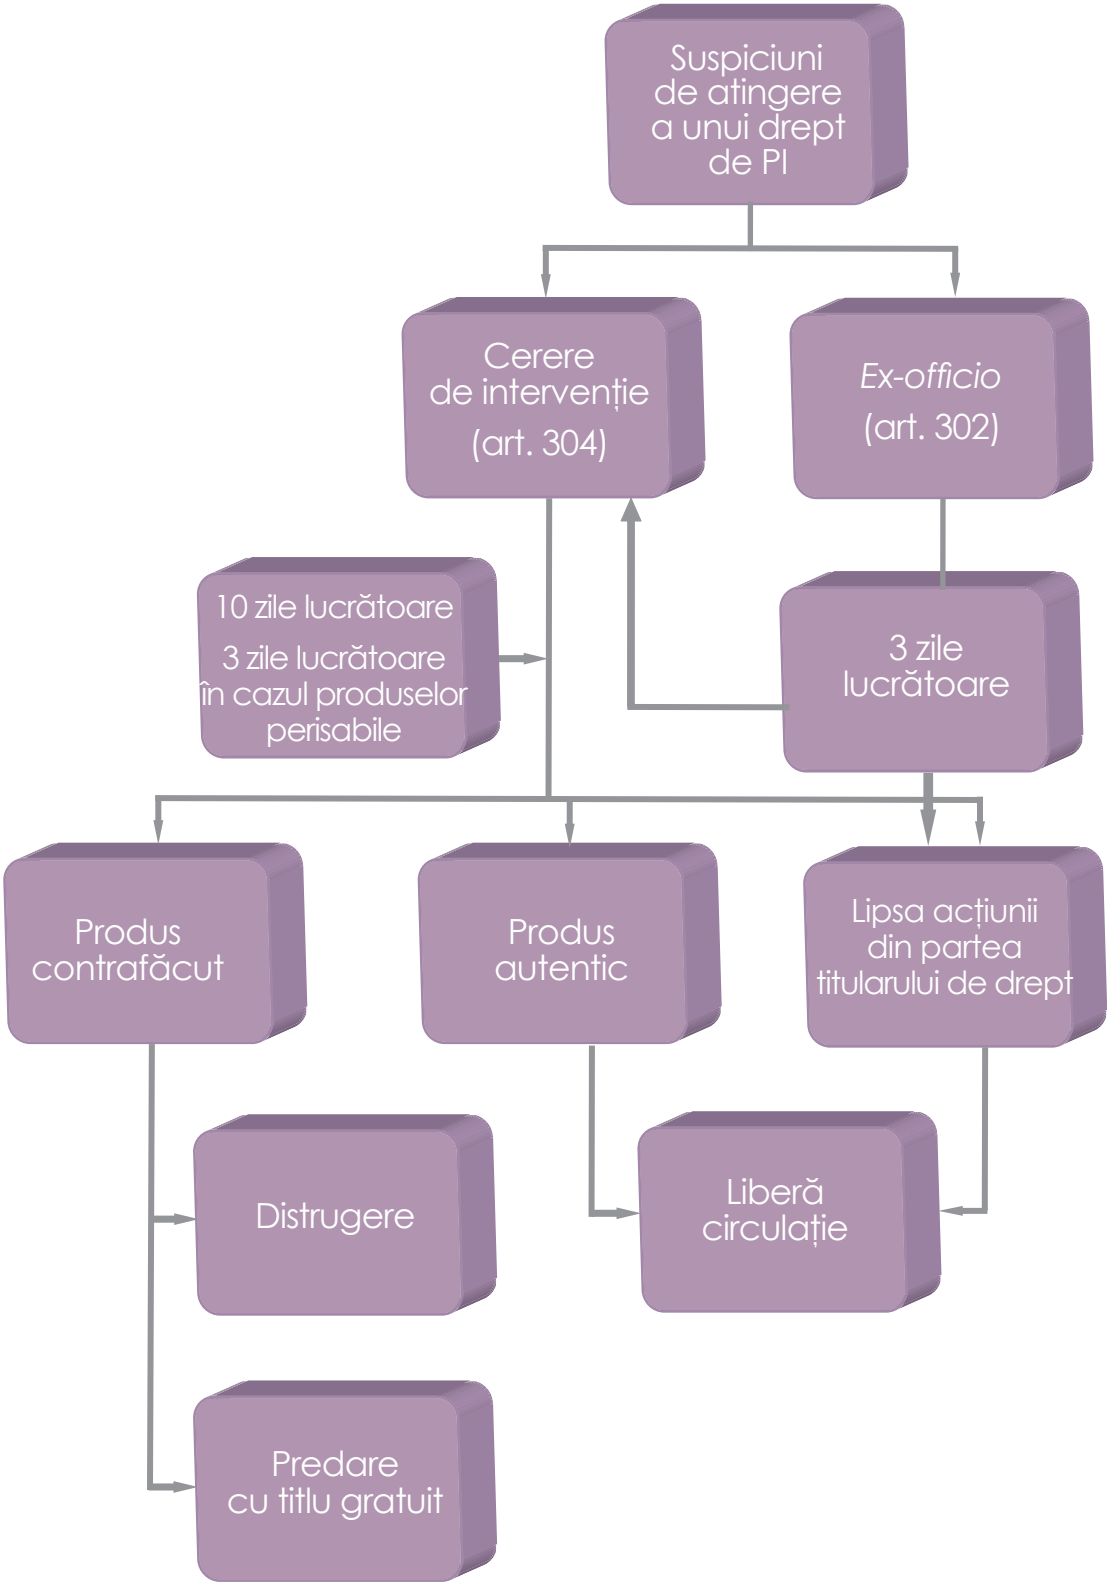 Suspiciuni
de atingere
a unui drept
de PI
Cerere
de intervenție
(art. 304)
Ex-officio
(art. 302)
10 zile lucrătoare
3 zile lucrătoare
în cazul produselor
perisabile
3 zile
lucrătoare
Produs
contrafăcut
Produs
autentic
Lipsa acțiunii
din partea
titularului de drept
Distrugere
Liberă
circulație
Predare
cu titlu gratuit